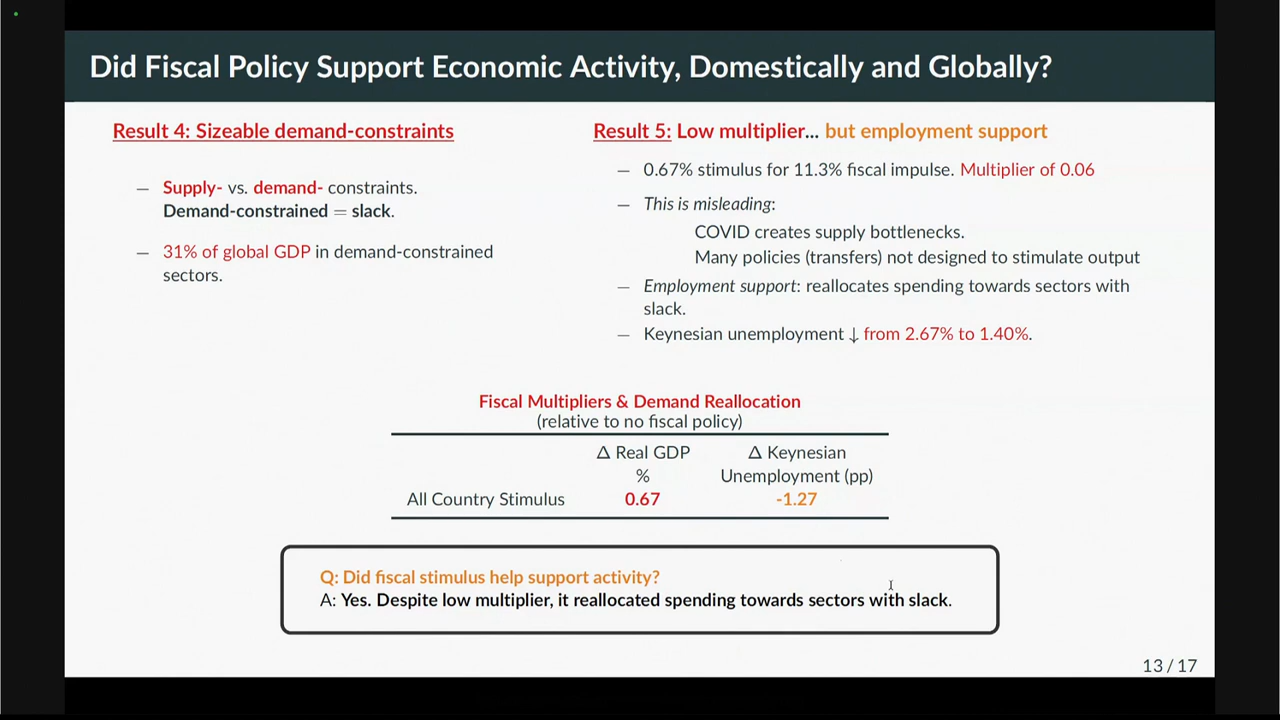 Did Fiscal Policy Support Economic Activity, Domestically and Globally?
Result 4: Sizeable demand-constraints
– Supply- vs. demand- constraints.
Demand-constrained = slack.
– 31% of global GDP in demand-constrained
sectors.
Result 5: Low multiplier... but employment support
– 0.67% stimulus for 11.3% fiscal impulse. Multiplier of 0.06
– This is misleading:
COVID creates supply bottlenecks.
Many policies (transfers) not designed to stimulate output
– Employment support: reallocates spending towards sectors with
slack.
– Keynesian unemployment ↓ from 2.67% to 1.40%.
Fiscal Multipliers & Demand Reallocation
(relative to no fiscal policy)
Δ Real GDP Δ Keynesian
% Unemployment (pp)
All Country Stimulus 0.67 -1.27
Q: Did fiscal stimulus help support activity?
A: Yes. Despite low multiplier, it reallocated spending towards sectors with slack.
13 / 17